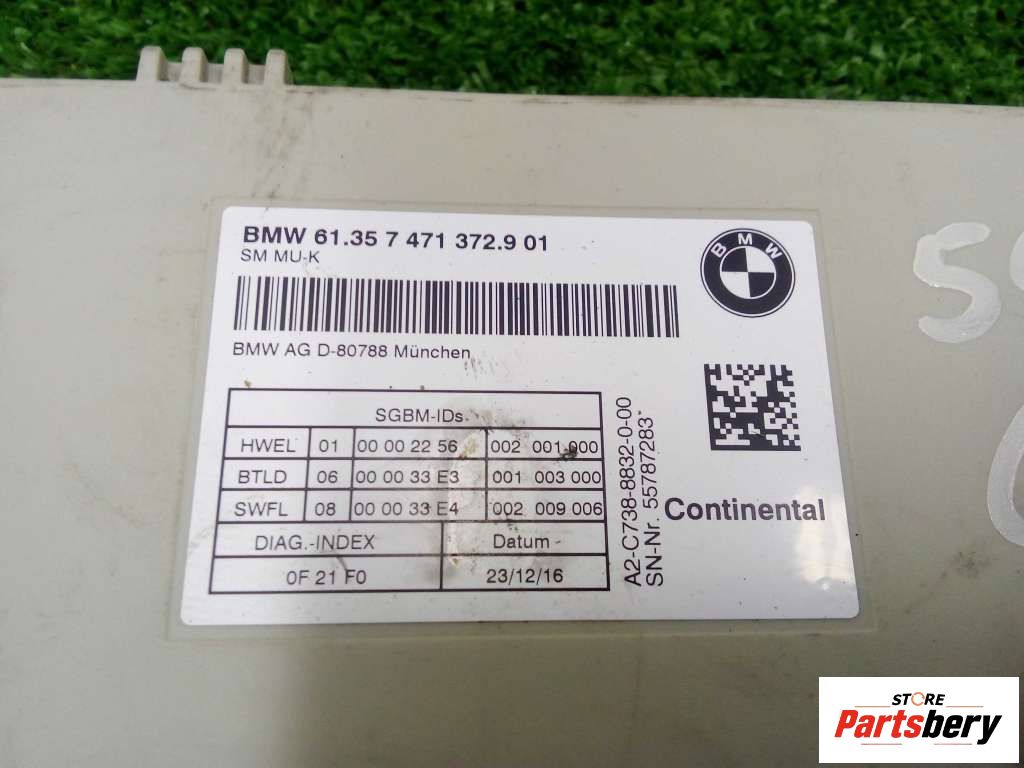 BMW 61.35 7 471 372.9 01
SM MU-K
BMW
BMW AG D-80788 München
SGBM-IDs
HWEL 01 00 00 22 56 002 001 000
BTLD 06 00 00 33 E3 001 003 000
SWFL 08 00 00 33 E4 002 009 006
DIAG.-INDEX Datum
0F 21 F0 23/12/16
A2-C738-8832-0-00
SN-Nr. 55787283
Continental
STORE
Partsbery